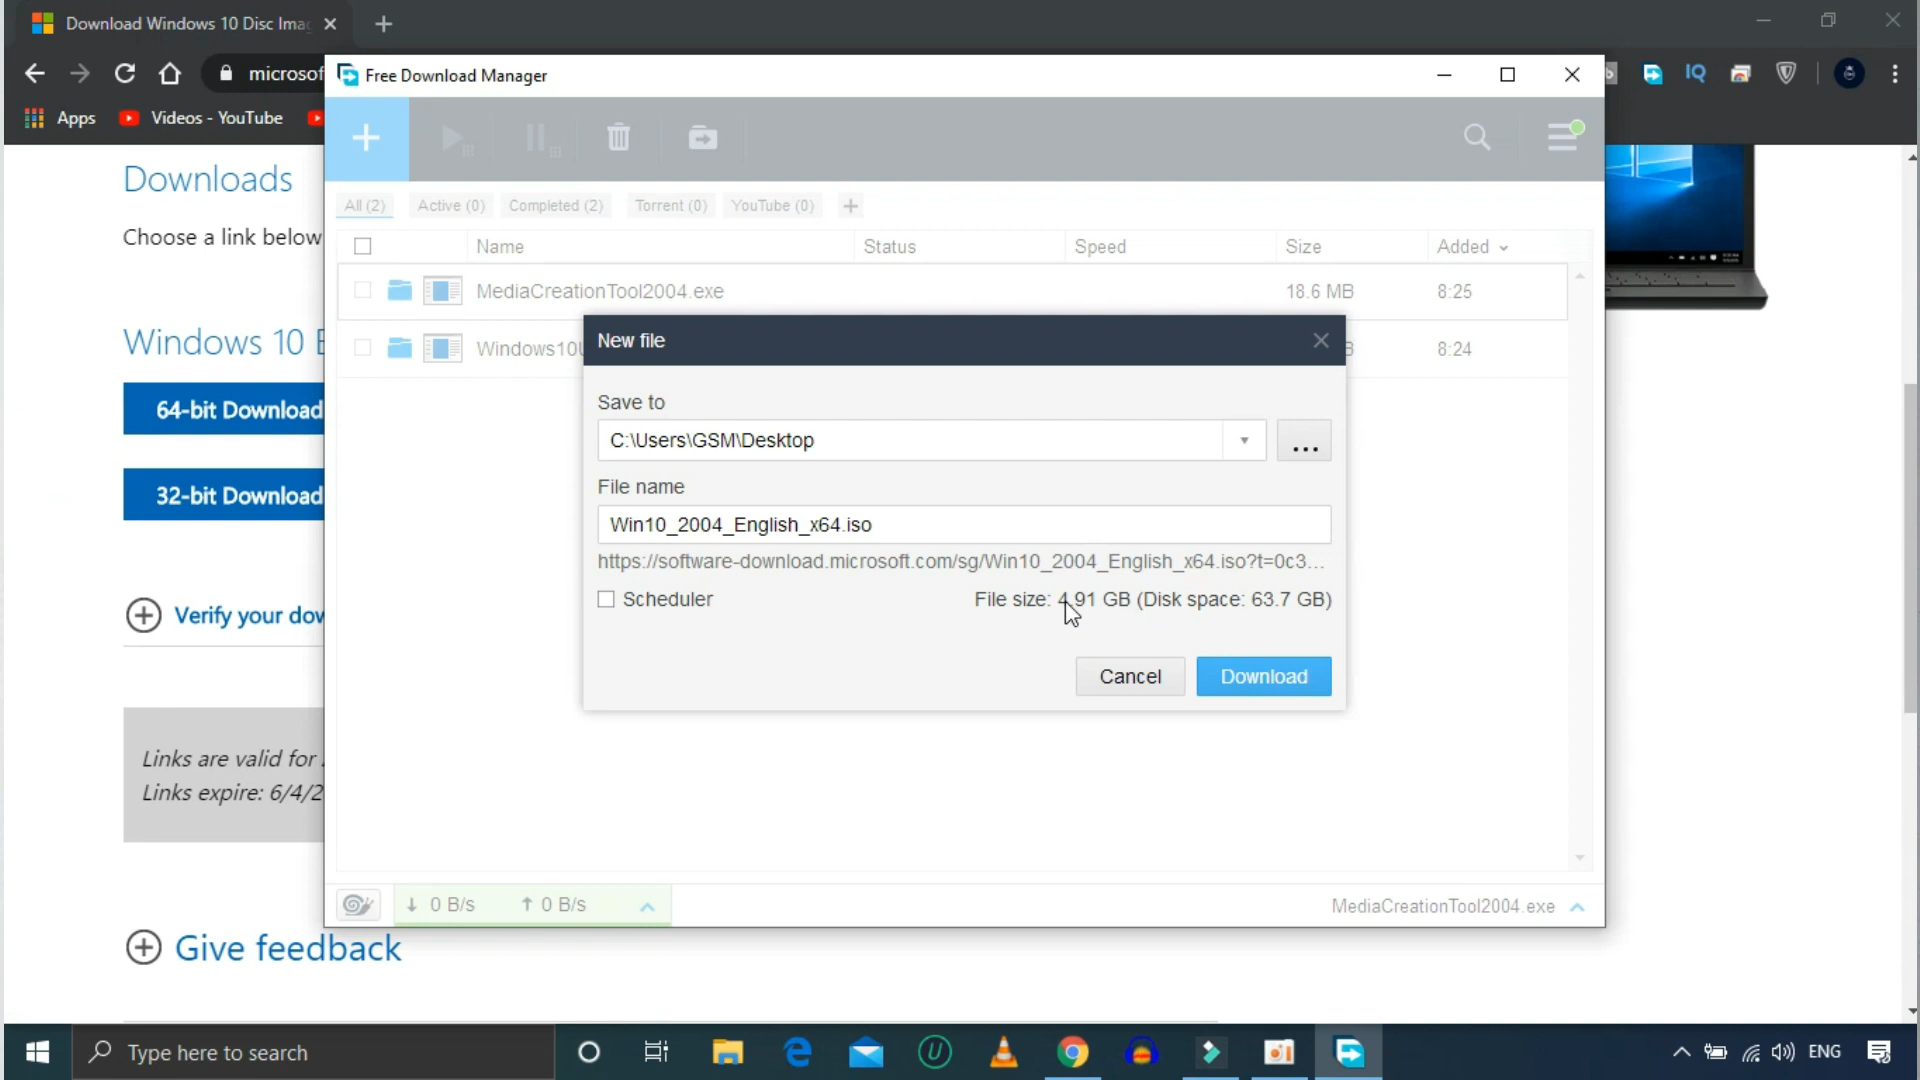 Download Windows 10 Disc Imag
microsof
Apps
Videos - YouTube
IQ
Free Download Manager
All (2)
Active (0)
Completed (2)
Torrent (0)
YouTube (0)
Name
Status
Speed
Size
Added
MediaCreationTool2004.exe
18.6 MB
8:25
Windows10U
B
8:24
New file
Save to
C:\Users\GSM\Desktop
...
File name
Win10_2004_English_x64.iso
https://software-download.microsoft.com/sg/Win10_2004_English_x64.iso?t=0c3...
Scheduler
File size: 4.91 GB (Disk space: 63.7 GB)
Cancel
Download
0 B/s
0 B/s
MediaCreationTool2004.exe
Downloads
Choose a link below
Windows 10
64-bit Download
32-bit Download
Verify your dow
Links are valid for
Links expire: 6/4/2
Give feedback
Type here to search
ENG